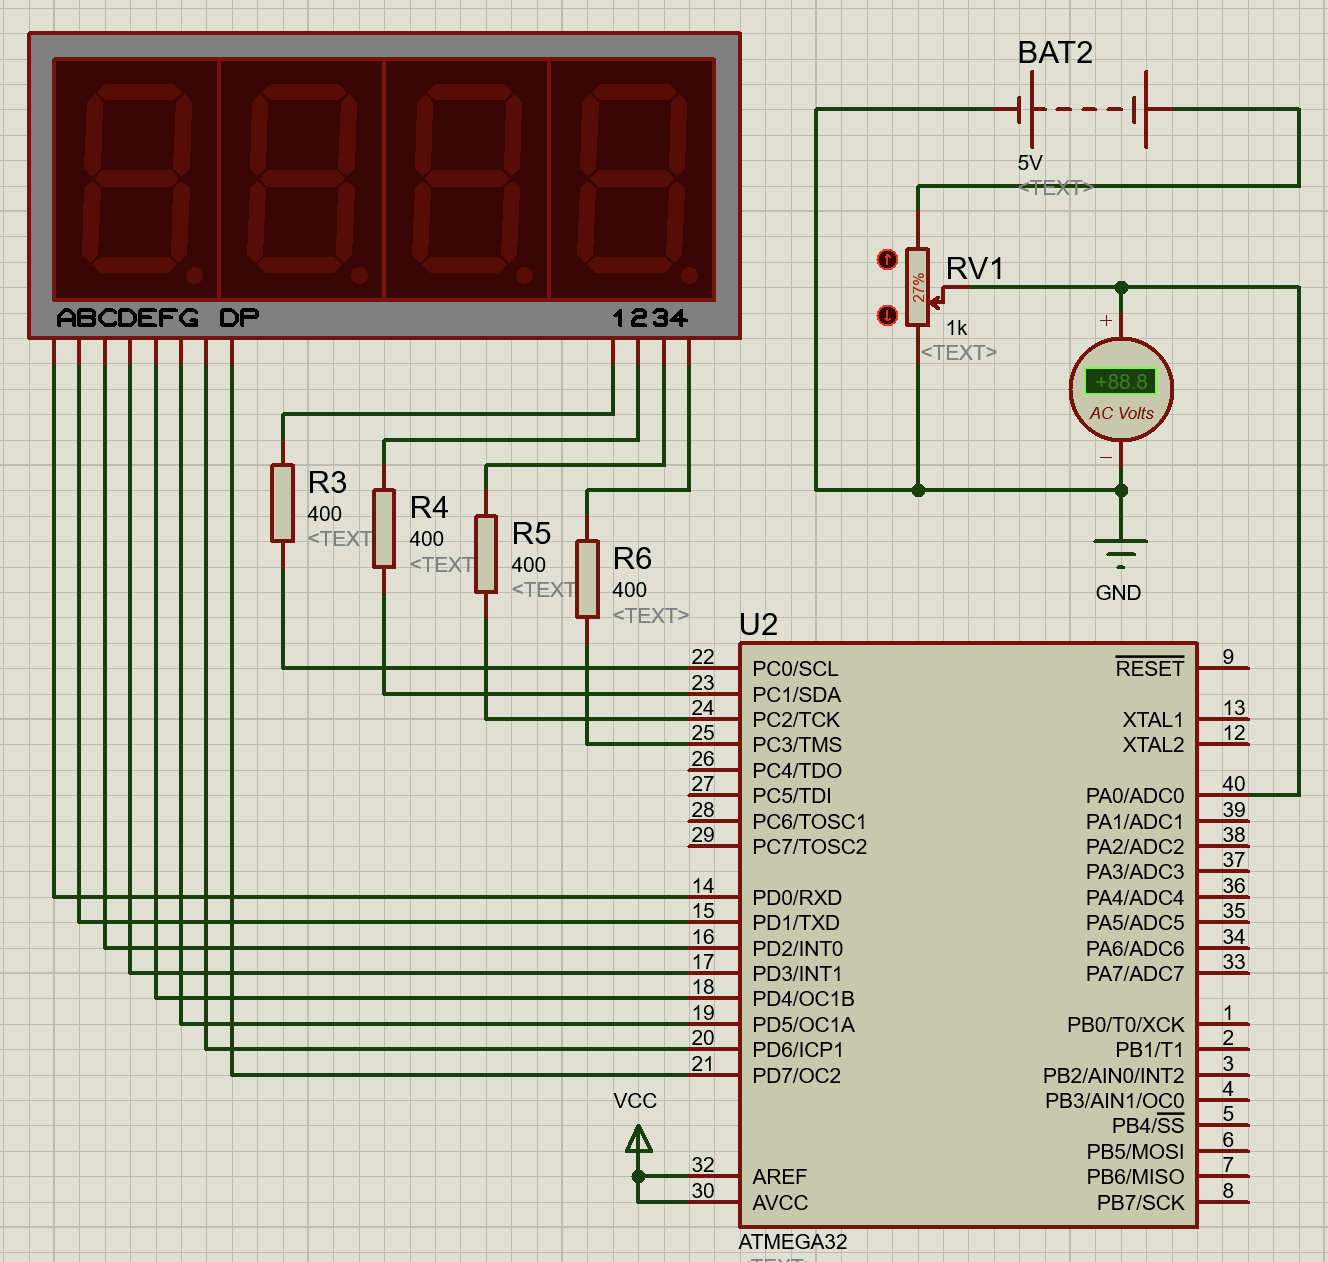 BAT2
5V
<TEXT>
ABCDEFG DP
1234
RV1
27%
1k
<TEXT>
+
+88.8
AC Volts
−
GND
R3
400
<TEXT
R4
400
<TEXT
R5
400
<TEXT
R6
400
<TEXT>
U2
22 PC0/SCL
23 PC1/SDA
24 PC2/TCK
25 PC3/TMS
26 PC4/TDO
27 PC5/TDI
28 PC6/TOSC1
29 PC7/TOSC2
14 PD0/RXD
15 PD1/TXD
16 PD2/INT0
17 PD3/INT1
18 PD4/OC1B
19 PD5/OC1A
20 PD6/ICP1
21 PD7/OC2
VCC
32 AREF
30 AVCC
RESET 9
XTAL1 13
XTAL2 12
PA0/ADC0 40
PA1/ADC1 39
PA2/ADC2 38
PA3/ADC3 37
PA4/ADC4 36
PA5/ADC5 35
PA6/ADC6 34
PA7/ADC7 33
PB0/T0/XCK 1
PB1/T1 2
PB2/AIN0/INT2 3
PB3/AIN1/OC0 4
PB4/SS 5
PB5/MOSI 6
PB6/MISO 7
PB7/SCK 8
ATMEGA32